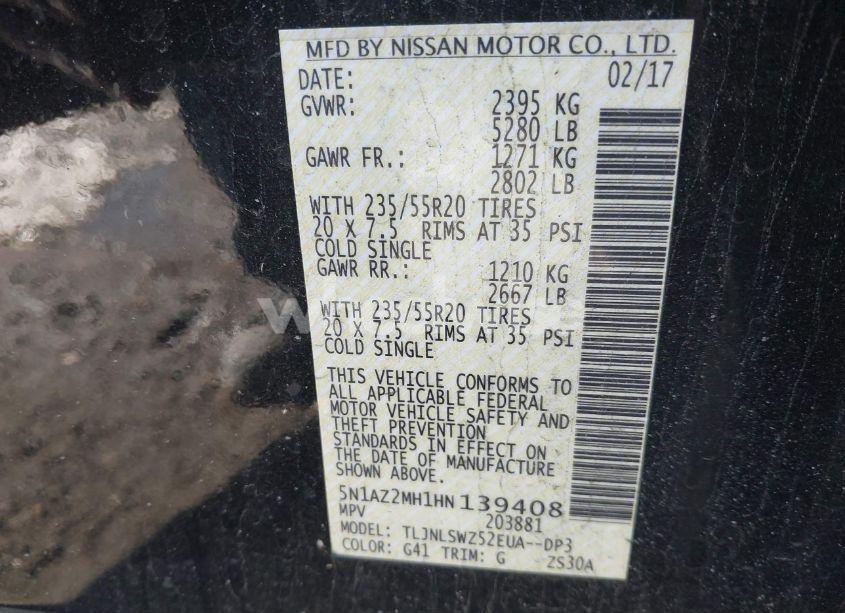 MFD BY NISSAN MOTOR CO., LTD.
DATE: 02/17
GVWR: 2395 KG
5280 LB
GAWR FR.: 1271 KG
2802 LB
WITH 235/55R20 TIRES
20 X 7.5 RIMS AT 35 PSI
COLD SINGLE
GAWR RR.: 1210 KG
2667 LB
WITH 235/55R20 TIRES
20 X 7.5 RIMS AT 35 PSI
COLD SINGLE
THIS VEHICLE CONFORMS TO
ALL APPLICABLE FEDERAL
MOTOR VEHICLE SAFETY AND
THEFT PREVENTION
STANDARDS IN EFFECT ON
THE DATE OF MANUFACTURE
SHOWN ABOVE.
5N1AZ2MH1HN 139408
MPV 203881
MODEL: TLJNLSWZ52EUA--DP3
COLOR: G41 TRIM: G ZS30A